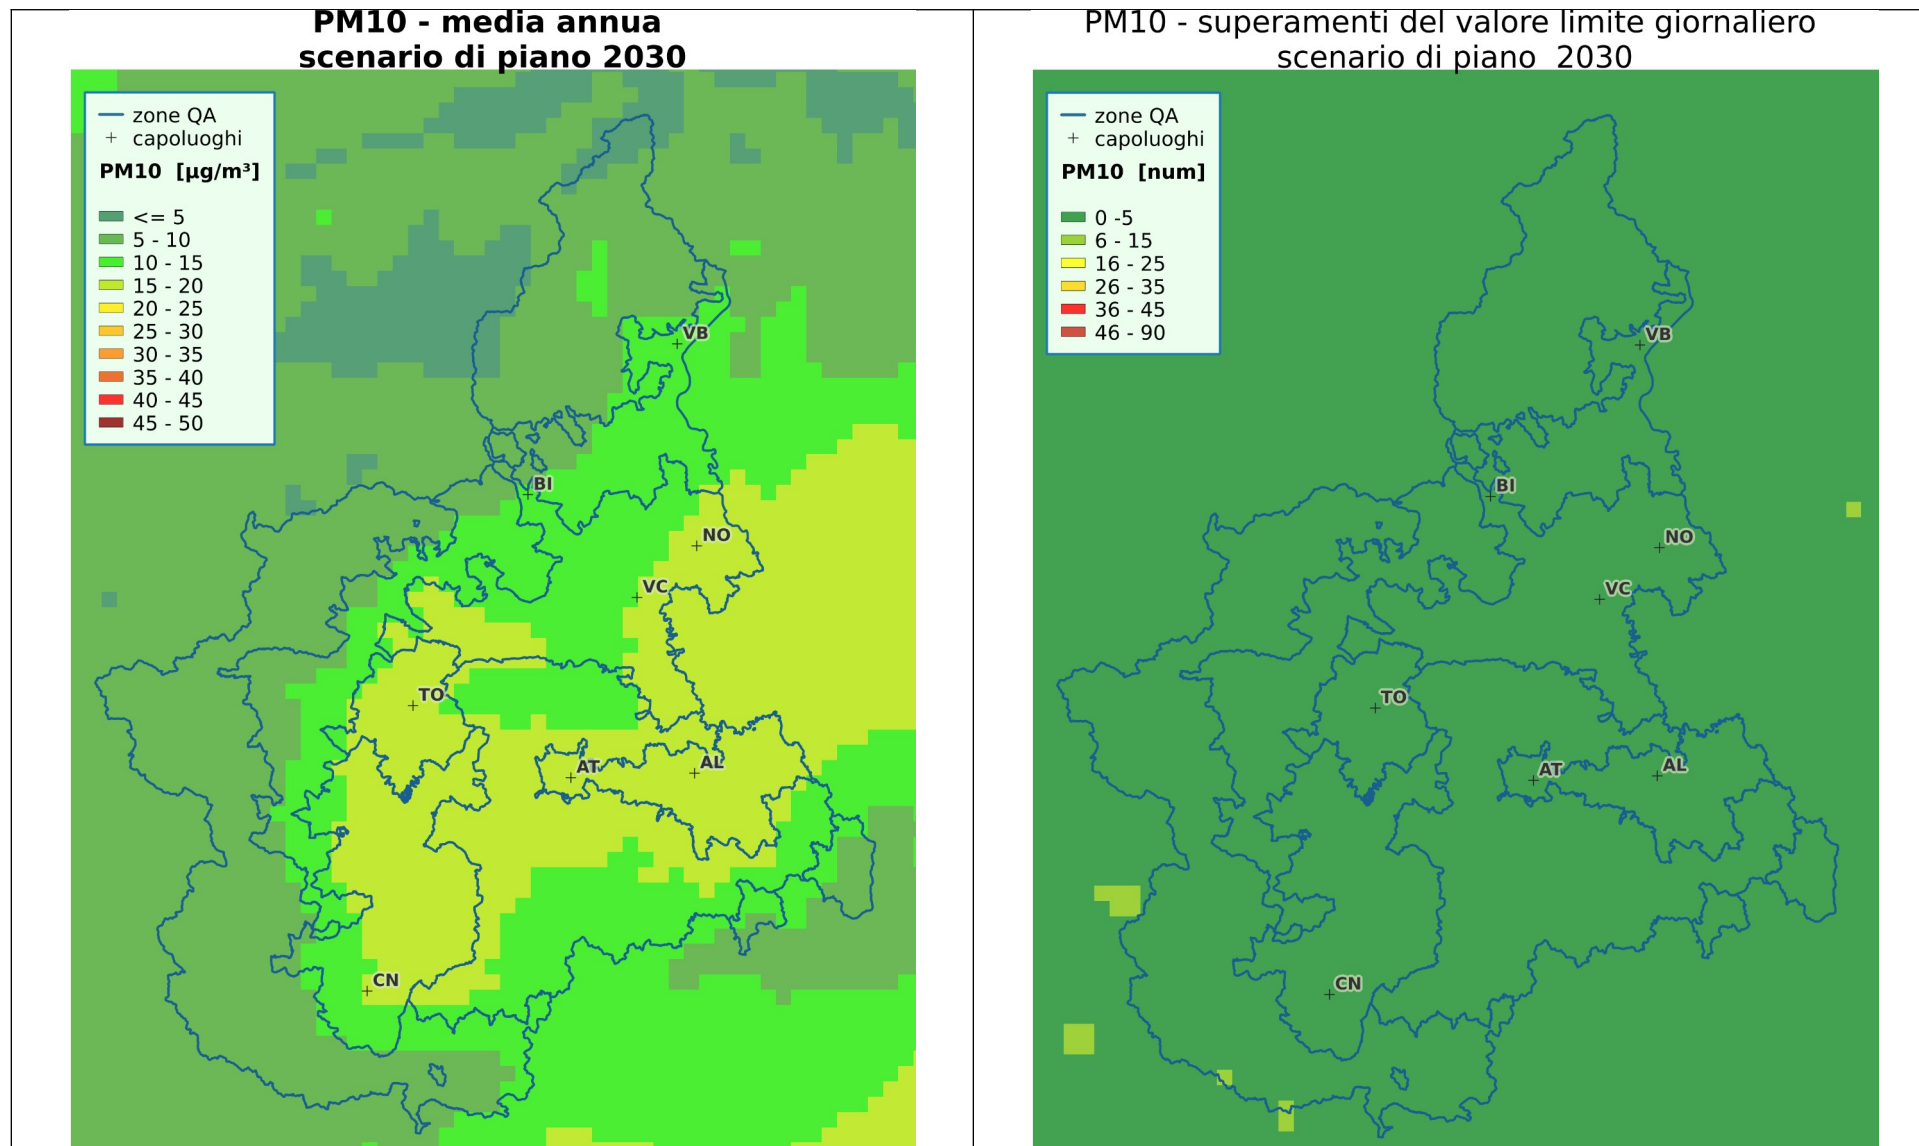 PM10 - media annua
scenario di piano 2030
zone QA
capoluoghi
PM10 [µg/m³]
<= 5
5 - 10
10 - 15
15 - 20
20 - 25
25 - 30
30 - 35
35 - 40
40 - 45
45 - 50
VB
BI
NO
VC
TO
AT
AL
CN
PM10 - superamenti del valore limite giornaliero
scenario di piano 2030
zone QA
capoluoghi
PM10 [num]
0 -5
6 - 15
16 - 25
26 - 35
36 - 45
46 - 90
VB
BI
NO
VC
TO
AT
AL
CN